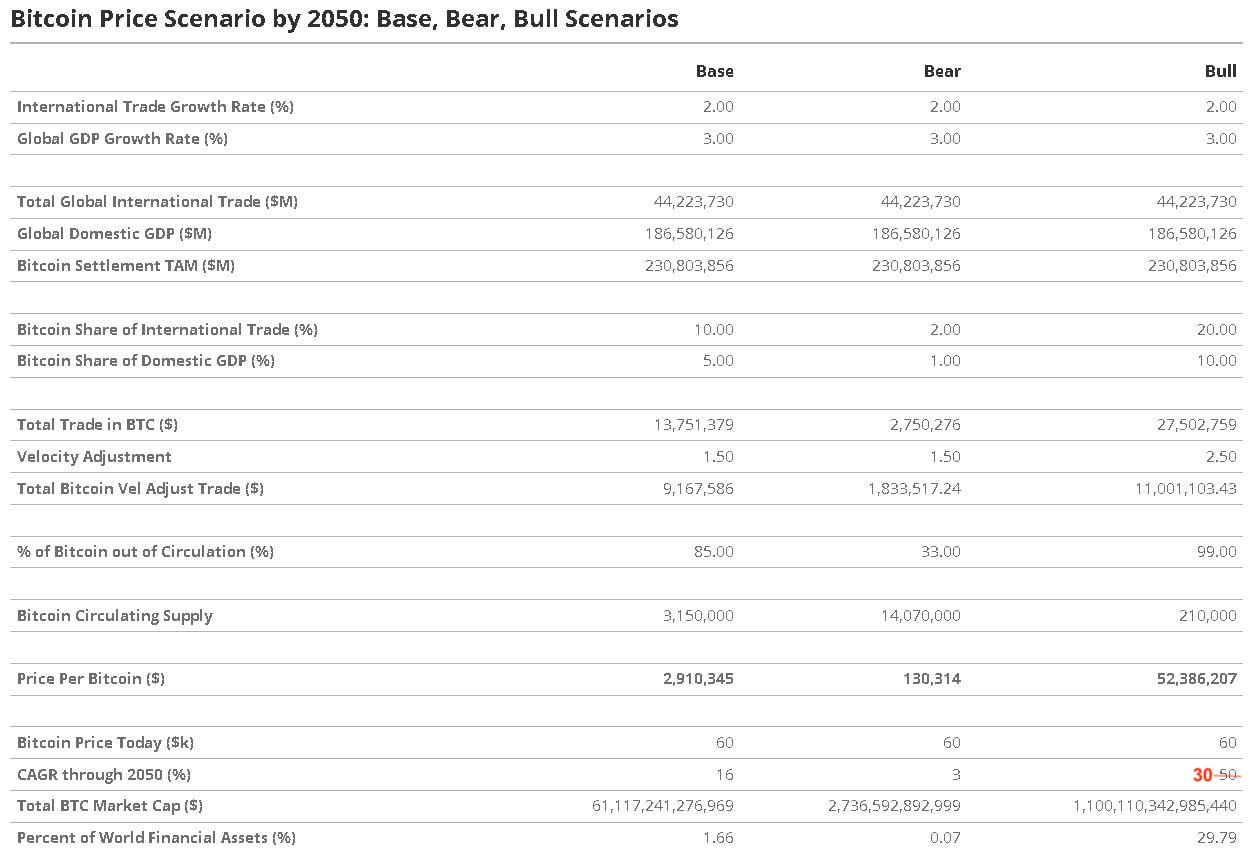 Bitcoin Price Scenario by 2050: Base, Bear, Bull Scenarios
Base Bear Bull
International Trade Growth Rate (%) 2.00 2.00 2.00
Global GDP Growth Rate (%) 3.00 3.00 3.00
Total Global International Trade ($M) 44,223,730 44,223,730 44,223,730
Global Domestic GDP ($M) 186,580,126 186,580,126 186,580,126
Bitcoin Settlement TAM ($M) 230,803,856 230,803,856 230,803,856
Bitcoin Share of International Trade (%) 10.00 2.00 20.00
Bitcoin Share of Domestic GDP (%) 5.00 1.00 10.00
Total Trade in BTC ($) 13,751,379 2,750,276 27,502,759
Velocity Adjustment 1.50 1.50 2.50
Total Bitcoin Vel Adjust Trade ($) 9,167,586 1,833,517.24 11,001,103.43
% of Bitcoin out of Circulation (%) 85.00 33.00 99.00
Bitcoin Circulating Supply 3,150,000 14,070,000 210,000
Price Per Bitcoin ($) 2,910,345 130,314 52,386,207
Bitcoin Price Today ($k) 60 60 60
CAGR through 2050 (%) 16 3 30 50
Total BTC Market Cap ($) 61,117,241,276,969 2,736,592,892,999 1,100,110,342,985,440
Percent of World Financial Assets (%) 1.66 0.07 29.79